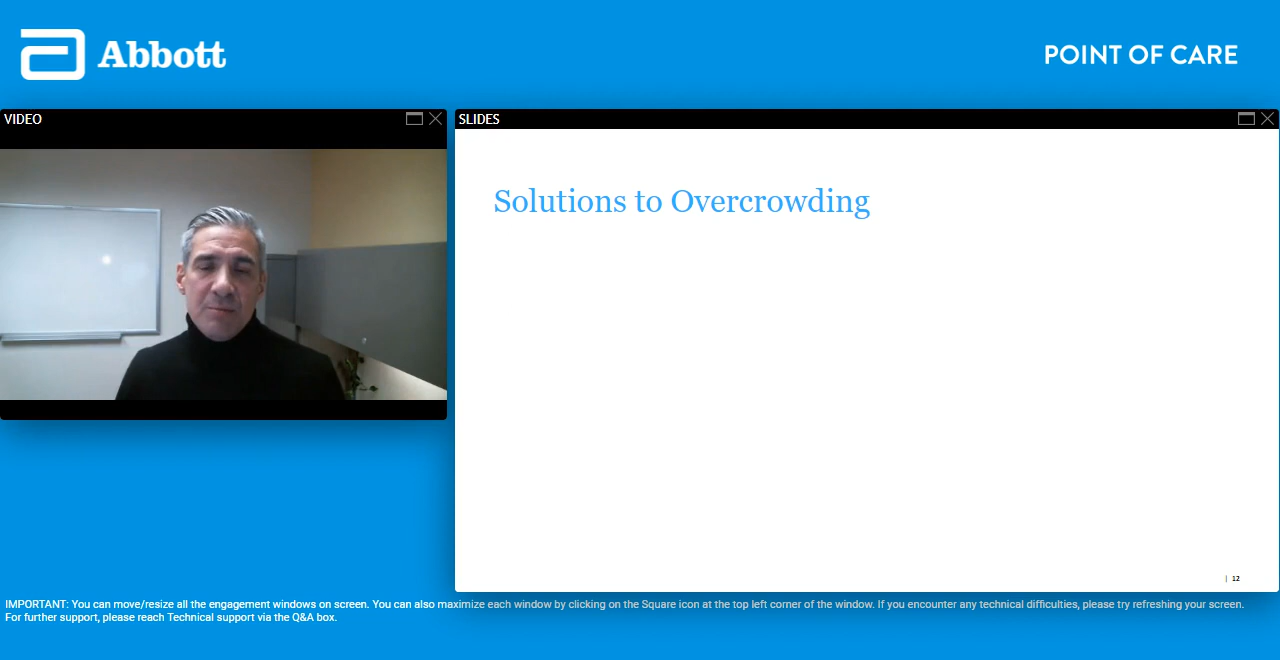 Abbott
POINT OF CARE
VIDEO
SLIDES
Solutions to Overcrowding
| 12
IMPORTANT: You can move/resize all the engagement windows on screen. You can also maximize each window by clicking on the Square icon at the top left corner of the window. If you encounter any technical difficulties, please try refreshing your screen.
For further support, please reach Technical support via the Q&A box.